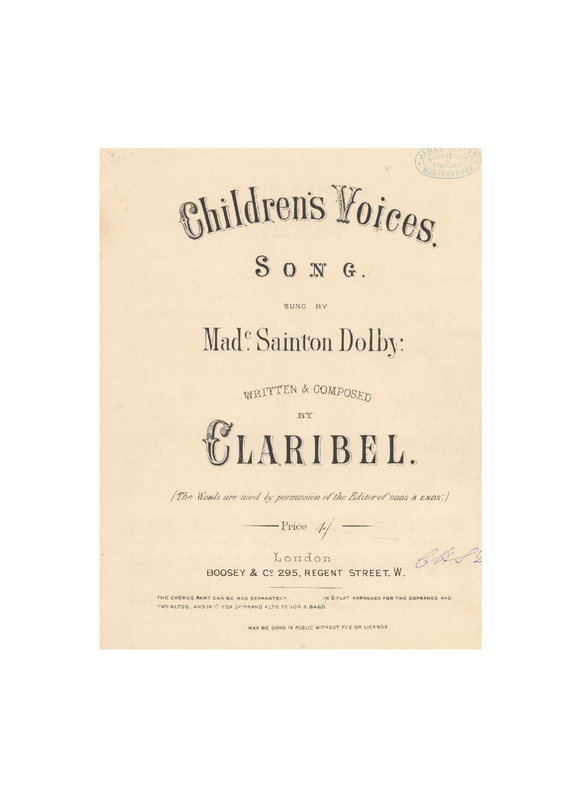 BOOKSELLER
&
STATIONER
Children's Voices.
SONG.
SUNG BY
Made. Sainton Dolby:
WRITTEN & COMPOSED
BY
CLARIBEL.
(The Words are used by permission of the Editor of "ODDS & ENDS")
Price 4/
London
BOOSEY & Co. 295, REGENT STREET. W.
THE CHORUS PART CAN BE HAD SEPARATELY. IN B FLAT ARRANGED FOR TWO SOPRANOS AND
TWO ALTOS, AND IN C FOR SOPRANO ALTO, TENOR & BASS
MAY BE SUNG IN PUBLIC WITHOUT FEE OR LICENSE.